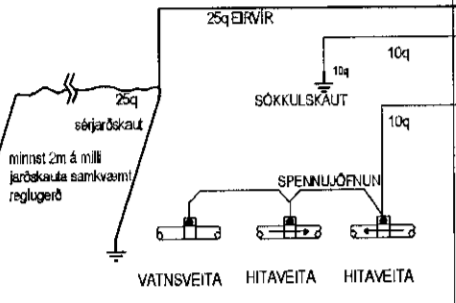 25q EIRVÍR
10q
10q
25q
SÖKKULSKAUT
sérjarðskaut
10q
minnst 2m á milli
jarðskauta samkvæmt
reglugerð
SPENNUJÖFNUN
VATNSVEITA HITAVEITA HITAVEITA